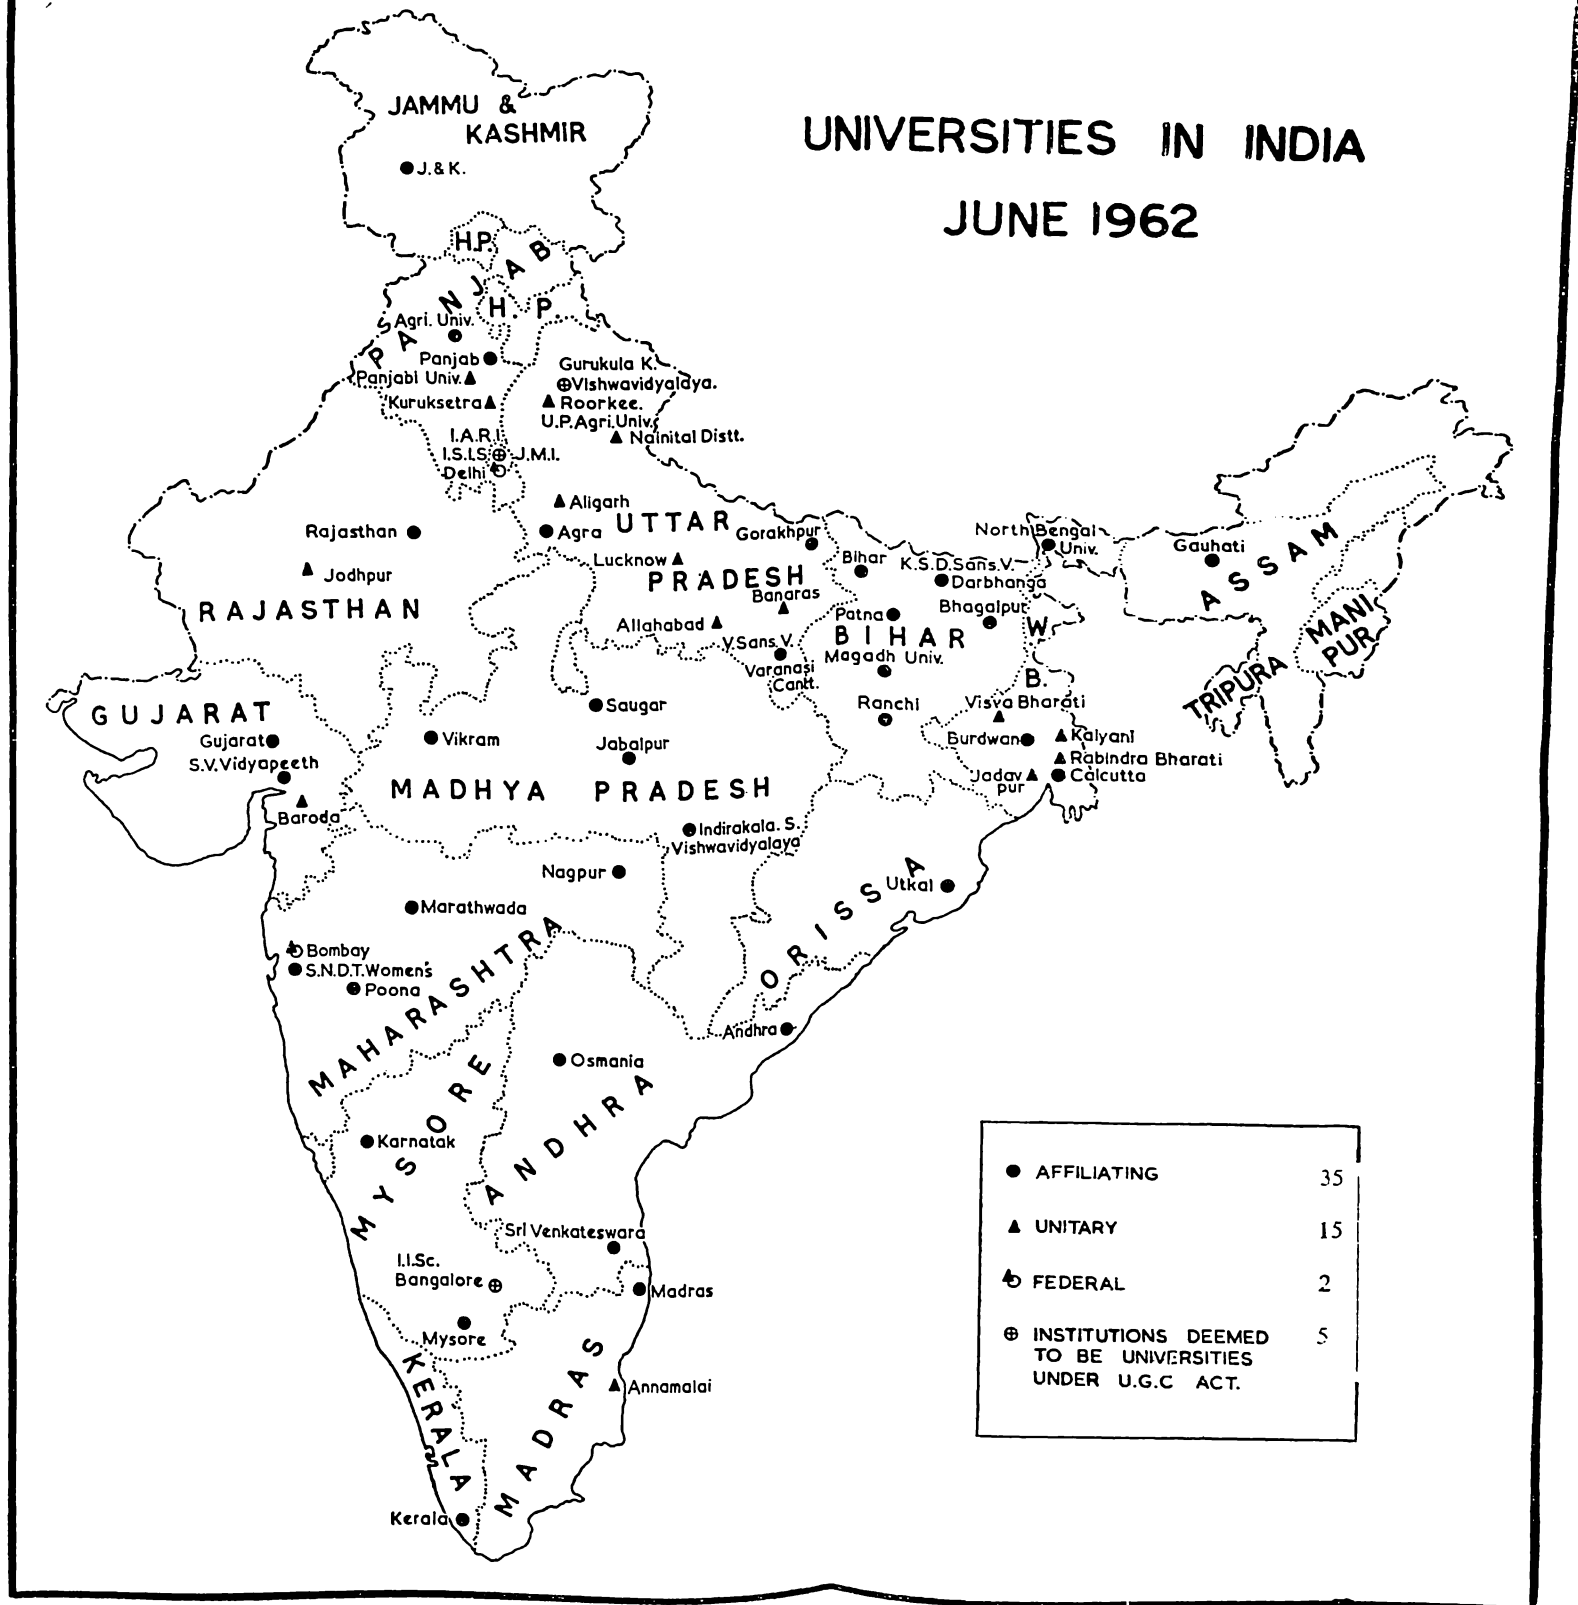 UNIVERSITIES IN INDIA
JUNE 1962
JAMMU &
KASHMIR
J.&K.
H.P.
PANJAB
H. P.
Agri. Univ.
Panjab
Panjabi Univ.
Kuruksetra
Gurukula K.
Vishwavidyalaya.
Roorkee.
U.P.Agri.Univ.
Nainital Distt.
I.A.R.I.
I.S.I.S
J.M.I.
Delhi
Aligarh
Agra
UTTAR
PRADESH
Gorakhpur
Lucknow
Banaras
Allahabad
V.Sans.V.
Varanasi
Cantt.
Rajasthan
Jodhpur
RAJASTHAN
Bihar
K.S.D.Sans.V.
Darbhanga
Patna
Bhagalpur
BIHAR
Magadh Univ.
Ranchi
North Bengal
Univ.
W.
B.
Visva Bharati
Burdwan
Kalyani
Rabindra Bharati
Jadav
pur
Calcutta
Gauhati
ASSAM
MANI
PUR
TRIPURA
GUJARAT
Gujarat
S.V.Vidyapeeth
Baroda
Saugar
Vikram
Jabalpur
MADHYA PRADESH
Indirakala. S.
Vishwavidyalaya
Nagpur
Marathwada
Utkal
ORISSA
Bombay
S.N.D.T.Women's
Poona
MAHARASHTRA
Andhra
Osmania
ANDHRA
MYSORE
Karnatak
Sri Venkateswara
I.I.Sc.
Bangalore
Mysore
Madras
Annamalai
KERALA
MADRAS
Kerala
AFFILIATING 35
UNITARY 15
FEDERAL 2
INSTITUTIONS DEEMED 5
TO BE UNIVERSITIES
UNDER U.G.C ACT.